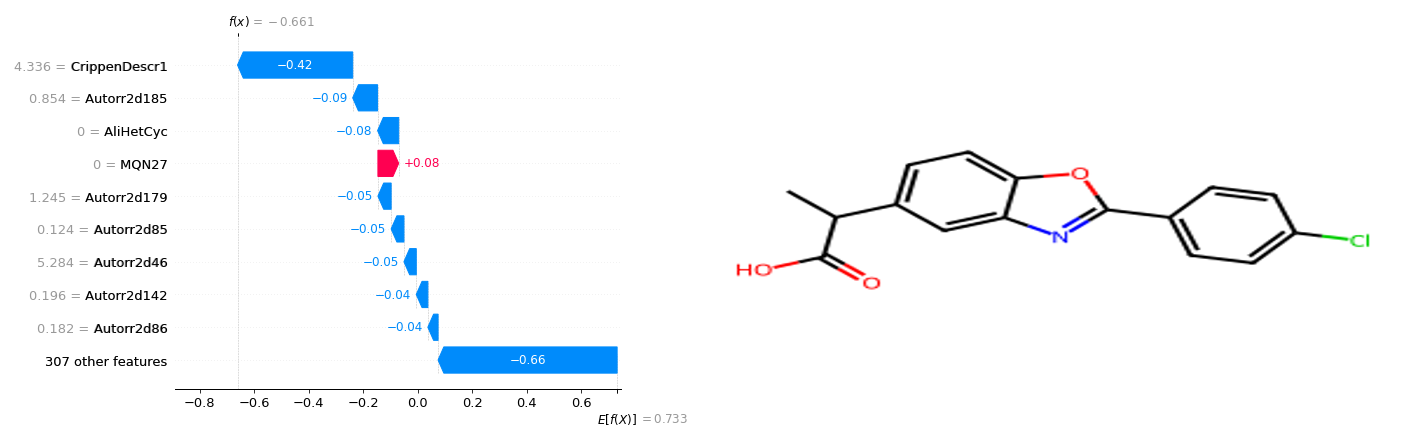 f(x) = −0.661
4.336 = CrippenDescr1
−0.42
0.854 = Autorr2d185
−0.09
0 = AliHetCyc
−0.08
0 = MQN27
+0.08
1.245 = Autorr2d179
−0.05
0.124 = Autorr2d85
−0.05
5.284 = Autorr2d46
−0.05
0.196 = Autorr2d142
−0.04
0.182 = Autorr2d86
−0.04
307 other features
−0.66
−0.8 −0.6 −0.4 −0.2 0.0 0.2 0.4 0.6
E[f(X)] = 0.733
O
N
Cl
HO
O